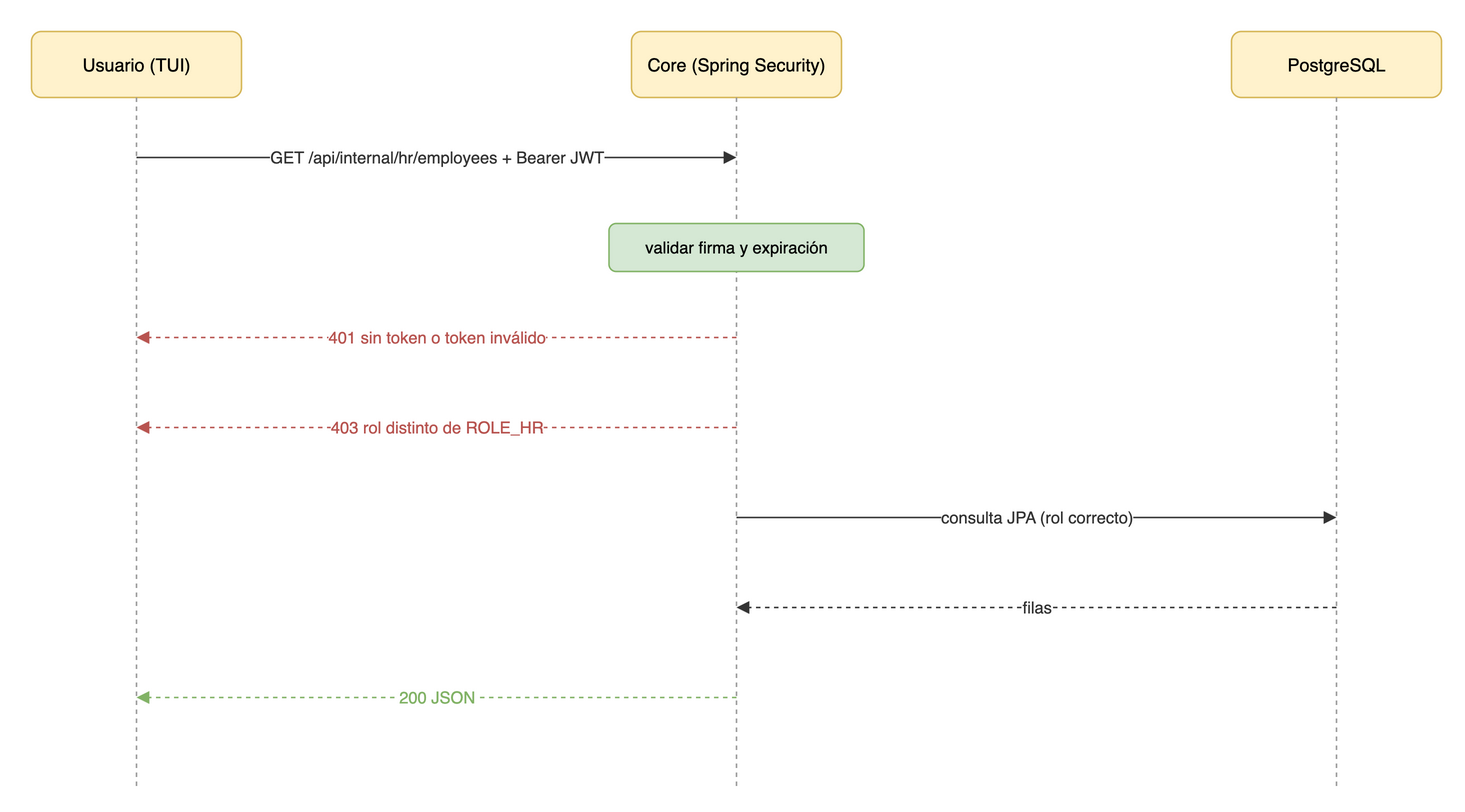 Usuario (TUI)
Core (Spring Security)
PostgreSQL
GET /api/internal/hr/employees + Bearer JWT
validar firma y expiración
401 sin token o token inválido
403 rol distinto de ROLE_HR
consulta JPA (rol correcto)
filas
200 JSON